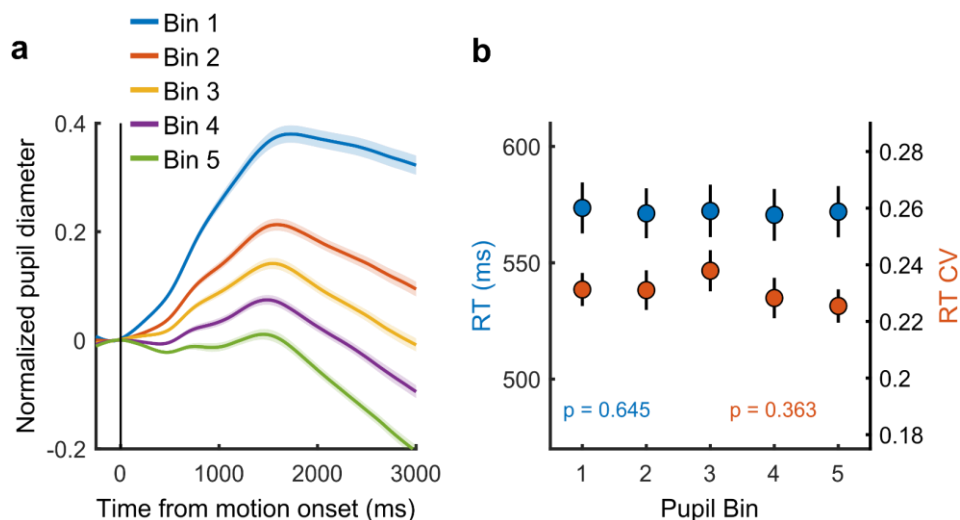 a
Bin 1
Bin 2
Bin 3
Bin 4
Bin 5
0.4
0.2
0
-0.2
Normalized pupil diameter
0 1000 2000 3000
Time from motion onset (ms)
b
600
550
500
RT (ms)
0.28
0.26
0.24
0.22
0.2
0.18
RT CV
p = 0.645 p = 0.363
1 2 3 4 5
Pupil Bin